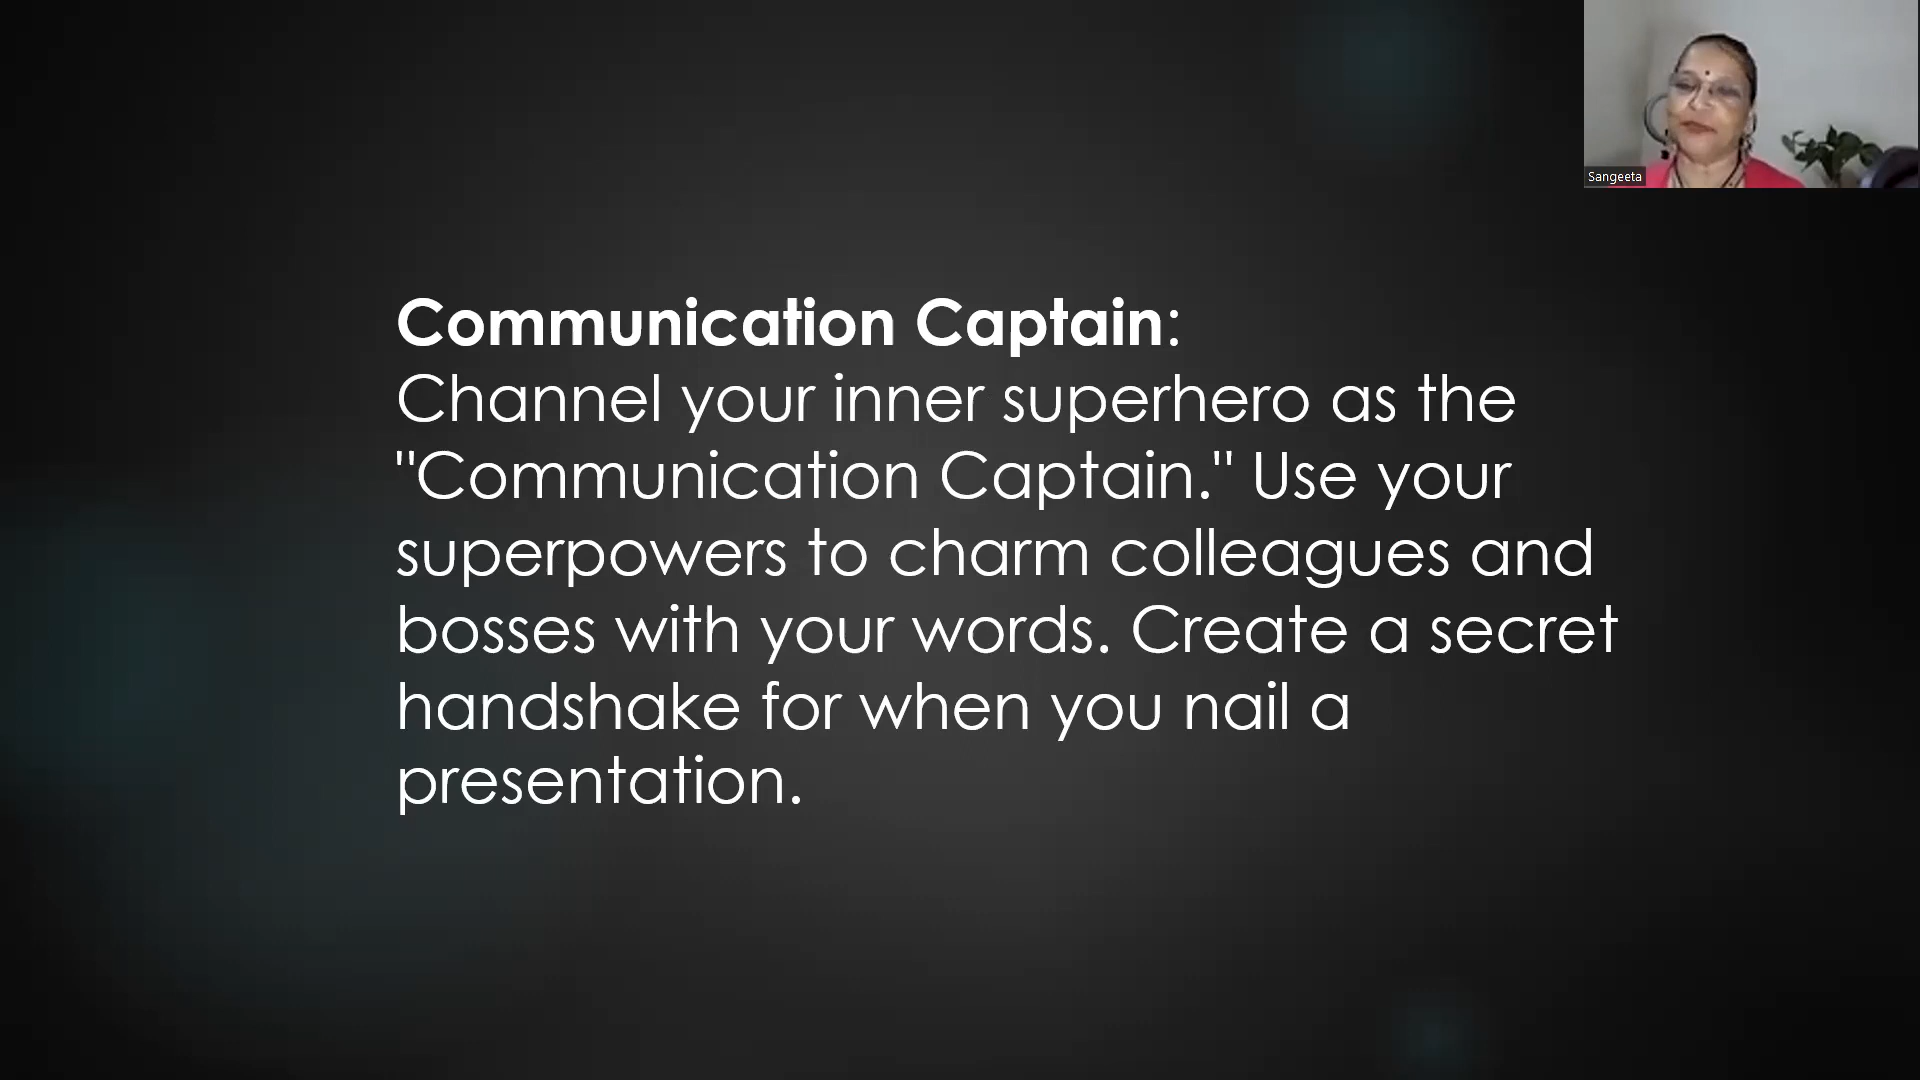 Sangeeta
Communication Captain:
Channel your inner superhero as the
"Communication Captain." Use your
superpowers to charm colleagues and
bosses with your words. Create a secret
handshake for when you nail a
presentation.